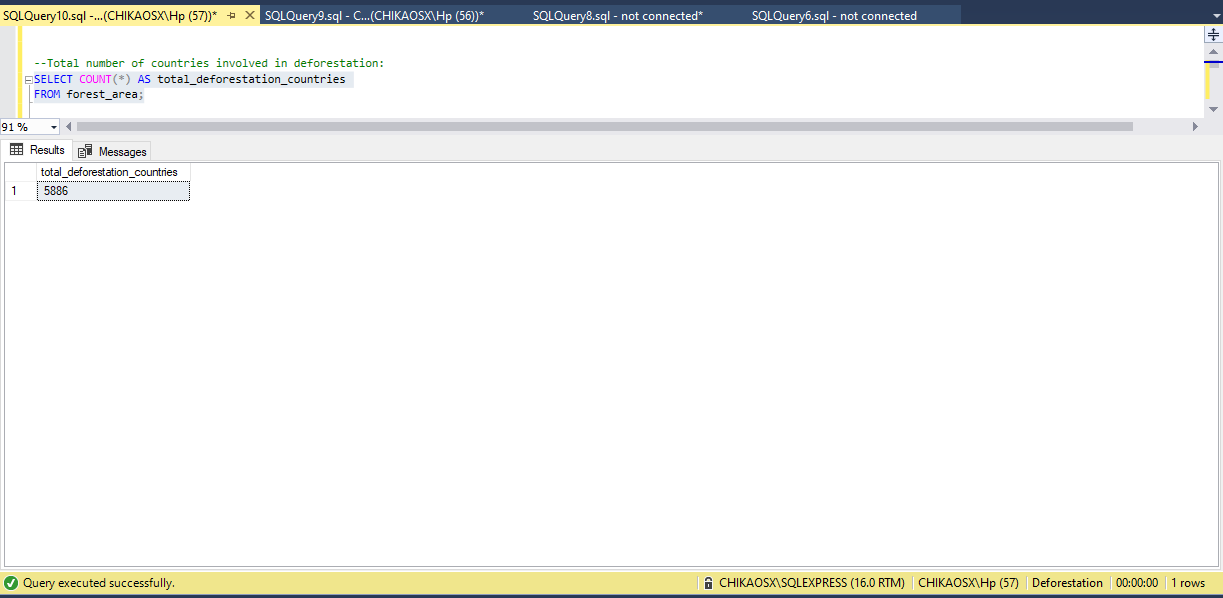 SQLQuery10.sql -...(CHIKAOSX\Hp (57))* SQLQuery9.sql - C...(CHIKAOSX\Hp (56))* SQLQuery8.sql - not connected* SQLQuery6.sql - not connected
--Total number of countries involved in deforestation:
SELECT COUNT(*) AS total_deforestation_countries
FROM forest_area;
91 %
Results Messages
total_deforestation_countries
1 5886
Query executed successfully. CHIKAOSX\SQLEXPRESS (16.0 RTM) CHIKAOSX\Hp (57) Deforestation 00:00:00 1 rows